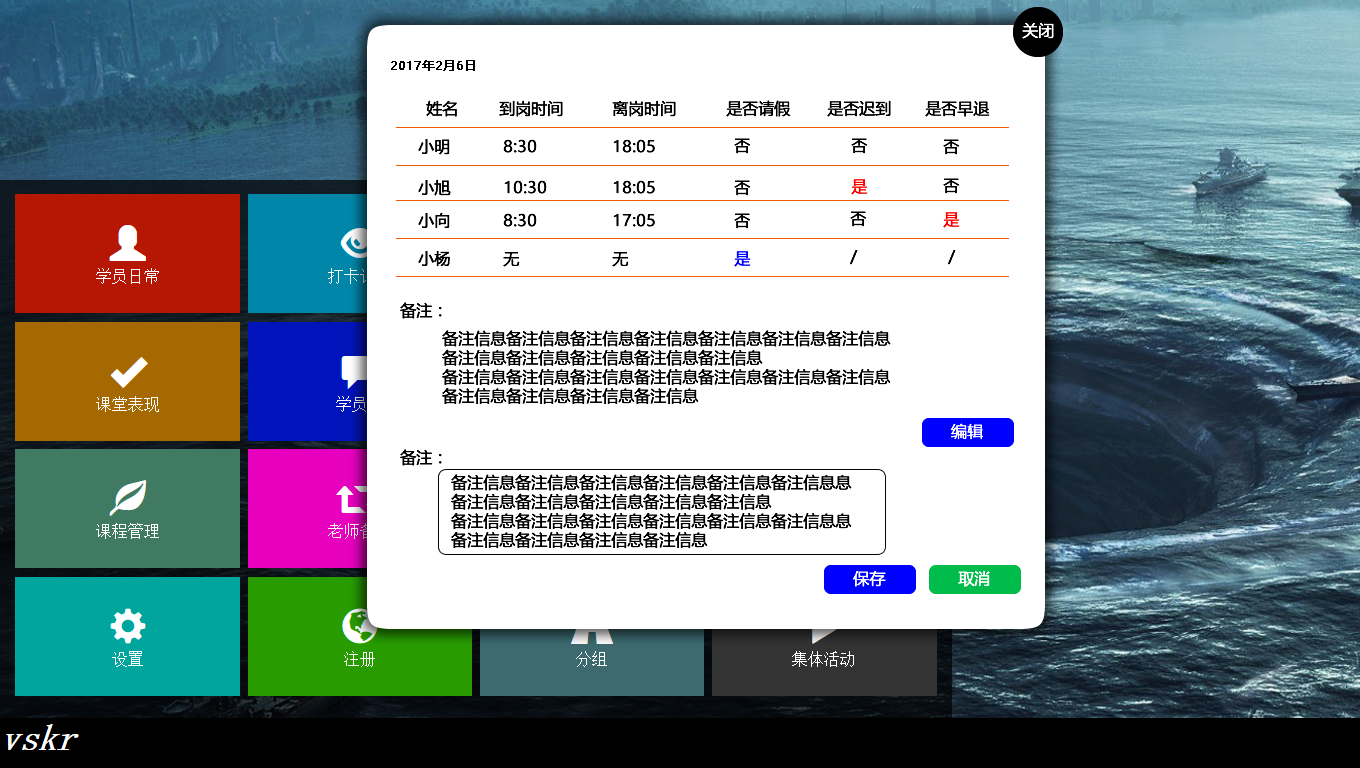 关闭
2017年2月6日
姓名 到岗时间 离岗时间 是否请假 是否迟到 是否早退
小明 8:30 18:05 否 否 否
小旭 10:30 18:05 否 是 否
小向 8:30 17:05 否 否 是
小杨 无 无 是 / /
备注：
备注信息备注信息备注信息备注信息备注信息备注信息备注信息
备注信息备注信息备注信息备注信息备注信息
备注信息备注信息备注信息备注信息备注信息备注信息备注信息
备注信息备注信息备注信息备注信息
编辑
备注：
备注信息备注信息备注信息备注信息备注信息备注信息息
备注信息备注信息备注信息备注信息备注信息
备注信息备注信息备注信息备注信息备注信息备注信息息
备注信息备注信息备注信息备注信息
保存 取消
学员日常
打卡
课堂表现
学员
课程管理
老师
设置
注册
分组
集体活动
vskr